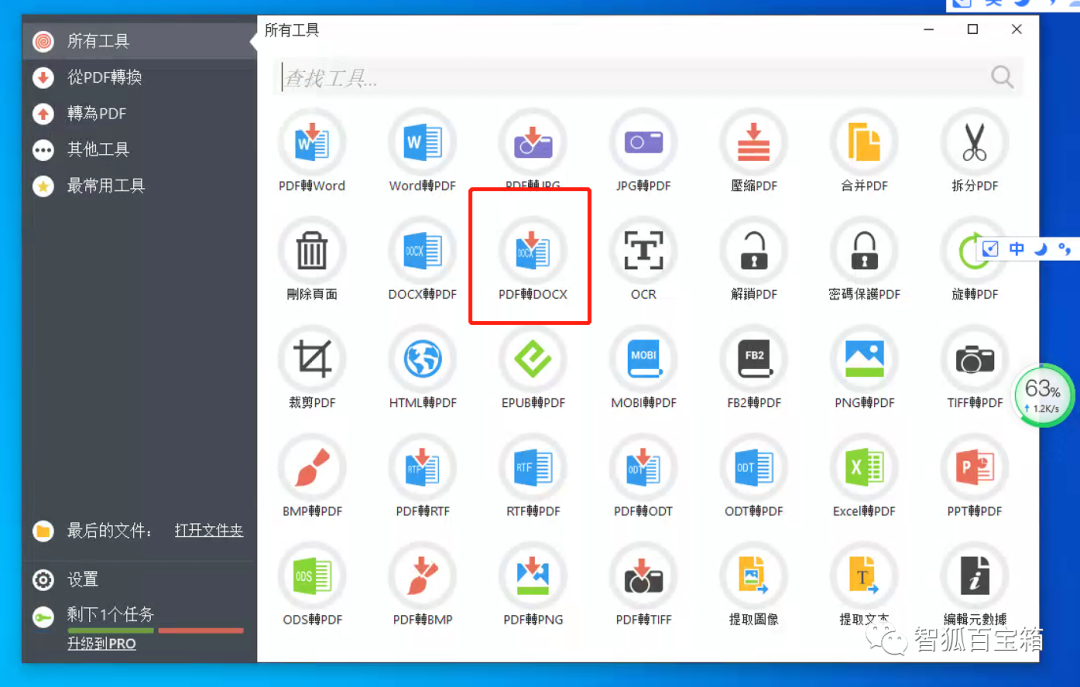 英
所有工具
從PDF轉換
轉為PDF
其他工具
最常用工具
最后的文件： 打开文件夹
设置
剩下1个任务
升级到PRO
所有工具
查找工具...
W W
PDF轉Word Word轉PDF PDF轉JPG JPG轉PDF 壓縮PDF 合并PDF 拆分PDF
DOCX DOCX T 中
刪除頁面 DOCX轉PDF PDF轉DOCX OCR 解鎖PDF 密碼保護PDF 旋轉PDF
MOBI FB2
63%
1.2K/s
裁剪PDF HTML轉PDF EPUB轉PDF MOBI轉PDF FB2轉PDF PNG轉PDF TIFF轉PDF
RTF RTF ODT ODT X P
BMP轉PDF PDF轉RTF RTF轉PDF PDF轉ODT ODT轉PDF Excel轉PDF PPT轉PDF
ODS T i
ODS轉PDF PDF轉BMP PDF轉PNG PDF轉TIFF 提取圖像 提取文本 編輯元數據
智狐百宝箱